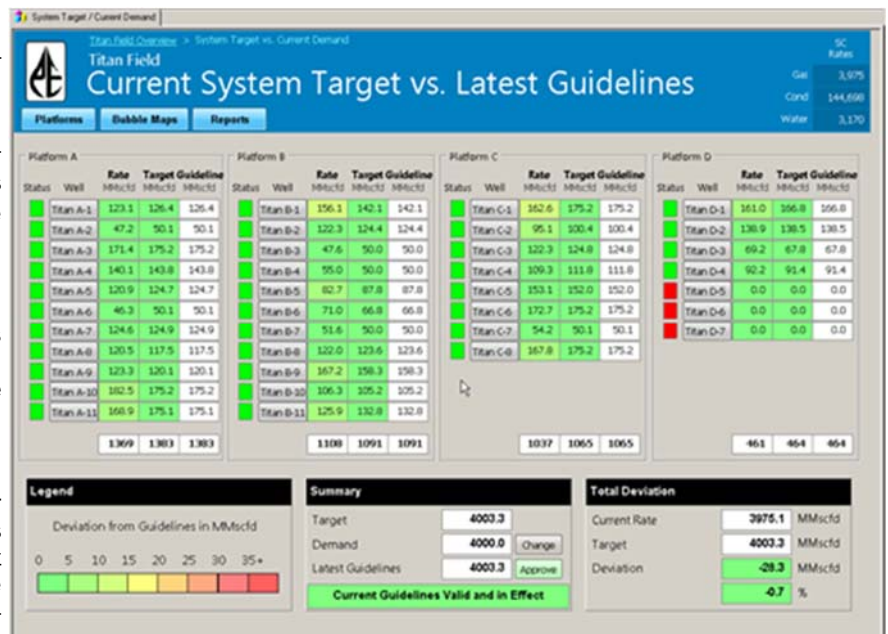 System Target / Current Demand
Titan Field Overview > System Target vs. Current Demand
Titan Field
Current System Target vs. Latest Guidelines
SC Rates
Gas 3,975
Cond 144,698
Water 3,170
Platforms Bubble Maps Reports
Platform A
Rate Target Guideline
Status Well MMscfd MMscfd MMscfd
Titan A-1 123.1 126.4 126.4
Titan A-2 47.2 50.1 50.1
Titan A-3 171.4 175.2 175.2
Titan A-4 140.1 143.8 143.8
Titan A-5 120.9 124.7 124.7
Titan A-6 46.3 50.1 50.1
Titan A-7 124.6 124.9 124.9
Titan A-8 120.5 117.5 117.5
Titan A-9 123.3 120.1 120.1
Titan A-10 182.5 175.2 175.2
Titan A-11 168.9 175.1 175.1
1369 1383 1383
Platform B
Rate Target Guideline
Status Well MMscfd MMscfd MMscfd
Titan B-1 156.1 142.1 142.1
Titan B-2 122.3 124.4 124.4
Titan B-3 47.6 50.0 50.0
Titan B-4 55.0 50.0 50.0
Titan B-5 82.7 87.8 87.8
Titan B-6 71.0 66.8 66.8
Titan B-7 51.6 50.0 50.0
Titan B-8 122.0 123.6 123.6
Titan B-9 167.2 158.3 158.3
Titan B-10 106.3 105.2 105.2
Titan B-11 125.9 132.8 132.8
1108 1091 1091
Platform C
Rate Target Guideline
Status Well MMscfd MMscfd MMscfd
Titan C-1 162.6 175.2 175.2
Titan C-2 95.1 100.4 100.4
Titan C-3 122.3 124.8 124.8
Titan C-4 109.3 111.8 111.8
Titan C-5 153.1 152.0 152.0
Titan C-6 172.7 175.2 175.2
Titan C-7 54.2 50.1 50.1
Titan C-8 167.8 175.2 175.2
1037 1065 1065
Platform D
Rate Target Guideline
Status Well MMscfd MMscfd MMscfd
Titan D-1 161.0 166.8 166.8
Titan D-2 138.9 138.5 138.5
Titan D-3 69.2 67.8 67.8
Titan D-4 92.2 91.4 91.4
Titan D-5 0.0 0.0 0.0
Titan D-6 0.0 0.0 0.0
Titan D-7 0.0 0.0 0.0
461 464 464
Legend
Deviation from Guidelines in MMscfd
0 5 10 15 20 25 30 35+
Summary
Target 4003.3
Demand 4000.0 Change
Latest Guidelines 4003.3 Approve
Current Guidelines Valid and in Effect
Total Deviation
Current Rate 3975.1 MMscfd
Target 4003.3 MMscfd
Deviation -28.3 MMscfd
-0.7 %